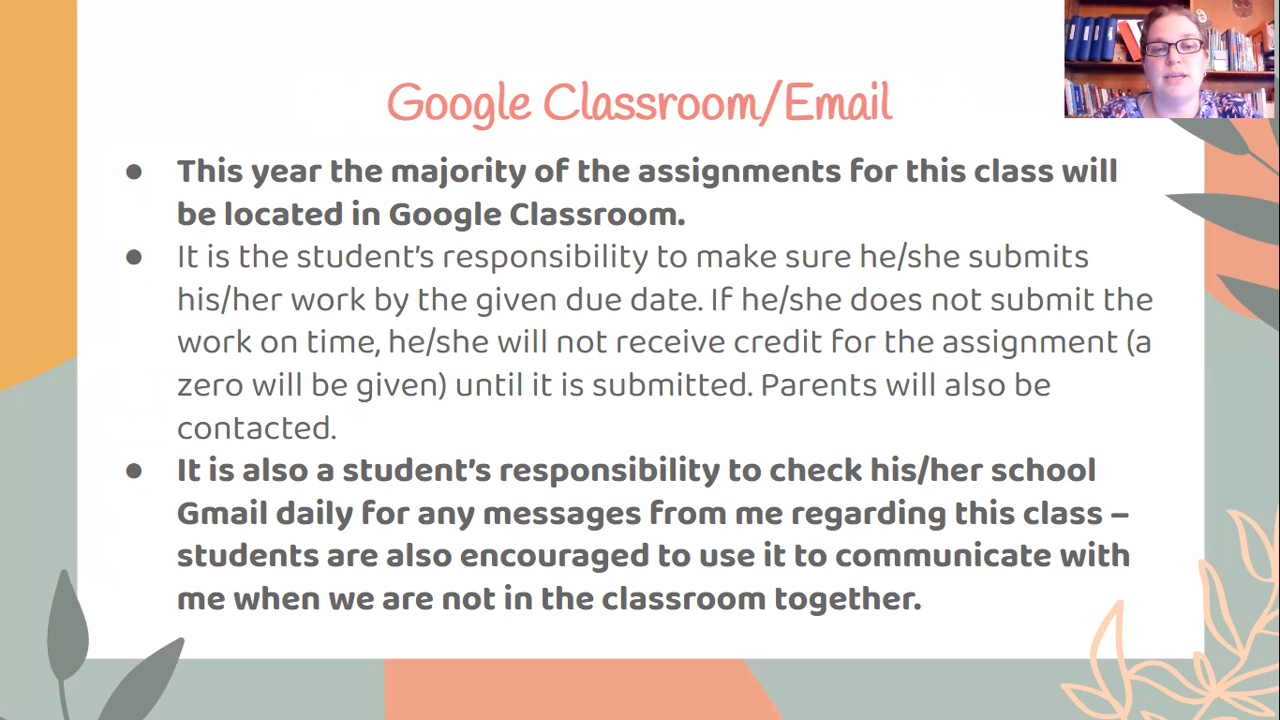 Google Classroom/Email
● This year the majority of the assignments for this class will
be located in Google Classroom.
● It is the student’s responsibility to make sure he/she submits
his/her work by the given due date. If he/she does not submit the
work on time, he/she will not receive credit for the assignment (a
zero will be given) until it is submitted. Parents will also be
contacted.
● It is also a student’s responsibility to check his/her school
Gmail daily for any messages from me regarding this class –
students are also encouraged to use it to communicate with
me when we are not in the classroom together.